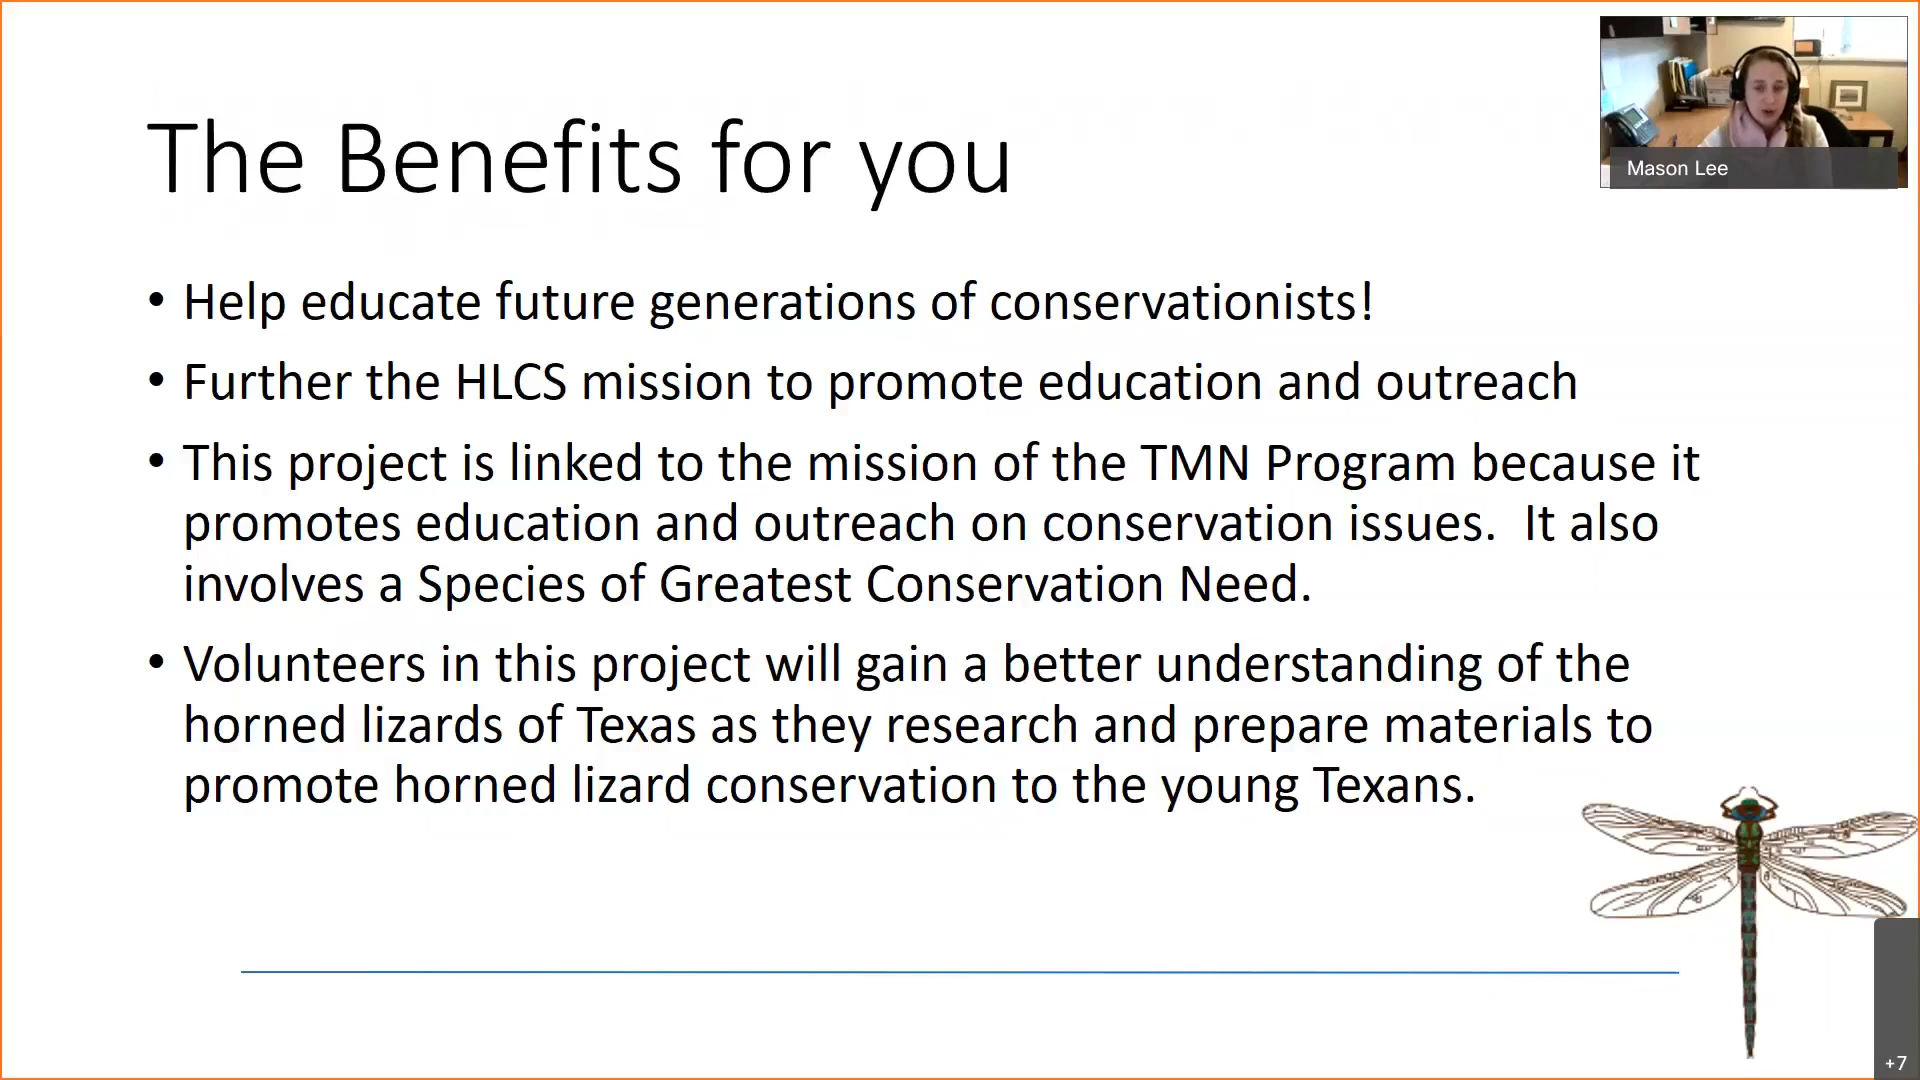 The Benefits for you
Mason Lee
• Help educate future generations of conservationists!
• Further the HLCS mission to promote education and outreach
• This project is linked to the mission of the TMN Program because it
promotes education and outreach on conservation issues.  It also
involves a Species of Greatest Conservation Need.
• Volunteers in this project will gain a better understanding of the
horned lizards of Texas as they research and prepare materials to
promote horned lizard conservation to the young Texans.
+7